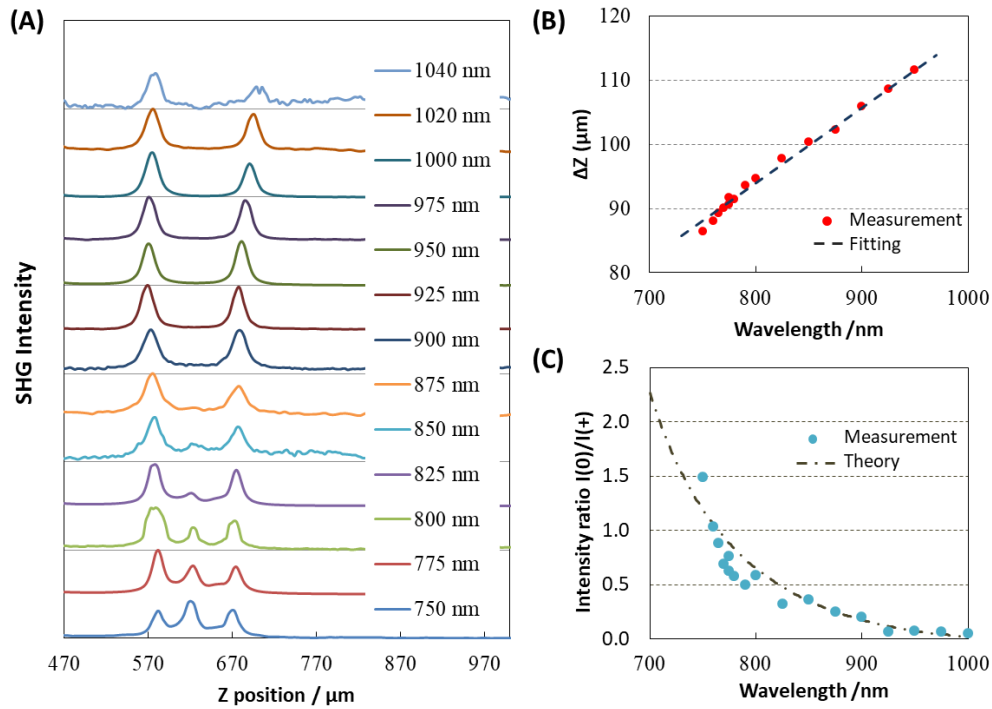 (A)
SHG Intensity
1040 nm
1020 nm
1000 nm
975 nm
950 nm
925 nm
900 nm
875 nm
850 nm
825 nm
800 nm
775 nm
750 nm
470 570 670 770 870 970
Z position / μm
(B)
ΔZ (μm)
120
110
100
90
80
Measurement
Fitting
700 800 900 1000
Wavelength /nm
(C)
Intensity ratio I(0)/I(+)
2.5
2.0
1.5
1.0
0.5
0.0
Measurement
Theory
700 800 900 1000
Wavelength /nm